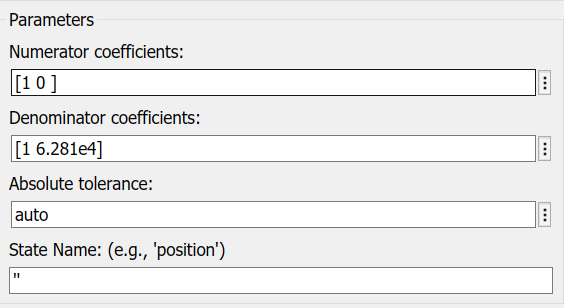 Parameters
Numerator coefficients:
[1 0 ]
Denominator coefficients:
[1 6.281e4]
Absolute tolerance:
auto
State Name: (e.g., 'position')
''